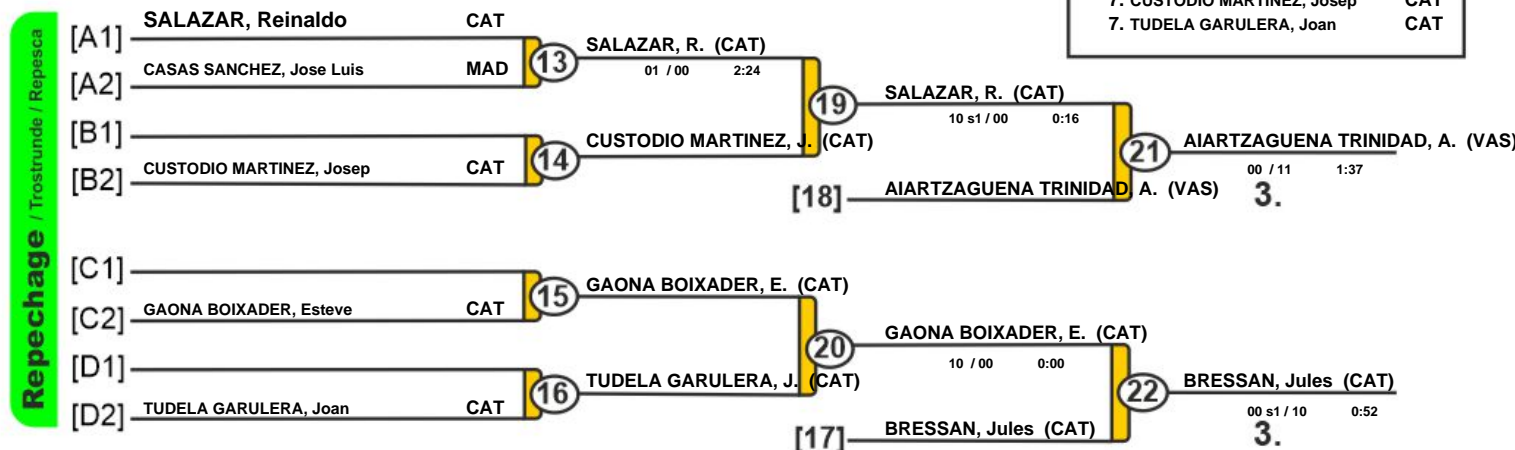 7. CUSTODIO MARTINEZ, Josep CAT
7. TUDELA GARULERA, Joan CAT
Repechage / Trostrunde / Repesca
[A1] SALAZAR, Reinaldo CAT
[A2] CASAS SANCHEZ, Jose Luis MAD
13 SALAZAR, R. (CAT)
01 / 00 2:24
[B1]
[B2] CUSTODIO MARTINEZ, Josep CAT
14 CUSTODIO MARTINEZ, J. (CAT)
19 SALAZAR, R. (CAT)
10 s1 / 00 0:16
[18] AIARTZAGUENA TRINIDAD, A. (VAS)
21 AIARTZAGUENA TRINIDAD, A. (VAS)
00 / 11 1:37
3.
[C1]
[C2] GAONA BOIXADER, Esteve CAT
15 GAONA BOIXADER, E. (CAT)
[D1]
[D2] TUDELA GARULERA, Joan CAT
16 TUDELA GARULERA, J. (CAT)
20 GAONA BOIXADER, E. (CAT)
10 / 00 0:00
[17] BRESSAN, Jules (CAT)
22 BRESSAN, Jules (CAT)
00 s1 / 10 0:52
3.